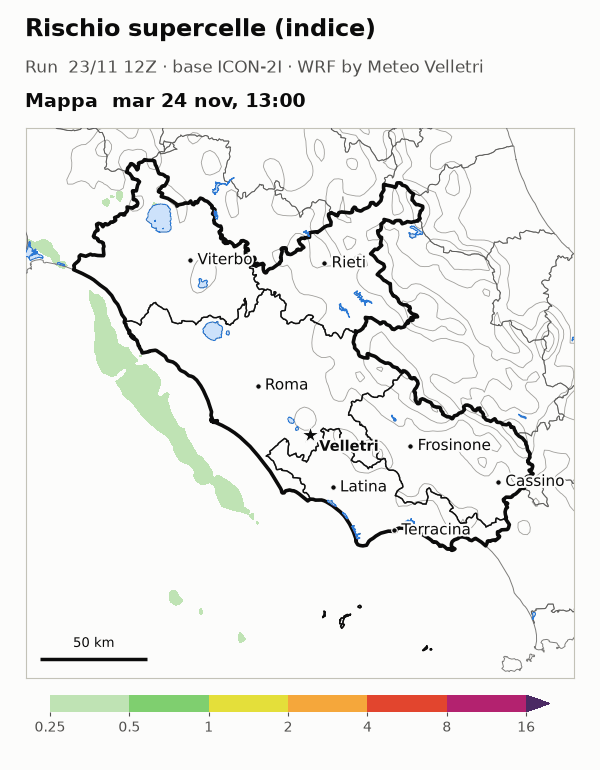 Rischio supercelle (indice)
Run  23/11 12Z · base ICON-2I · WRF by Meteo Velletri
Mappa  mar 24 nov, 13:00
Viterbo
Rieti
Roma
Velletri
Frosinone
Cassino
Latina
Terracina
50 km
0.25 0.5 1 2 4 8 16